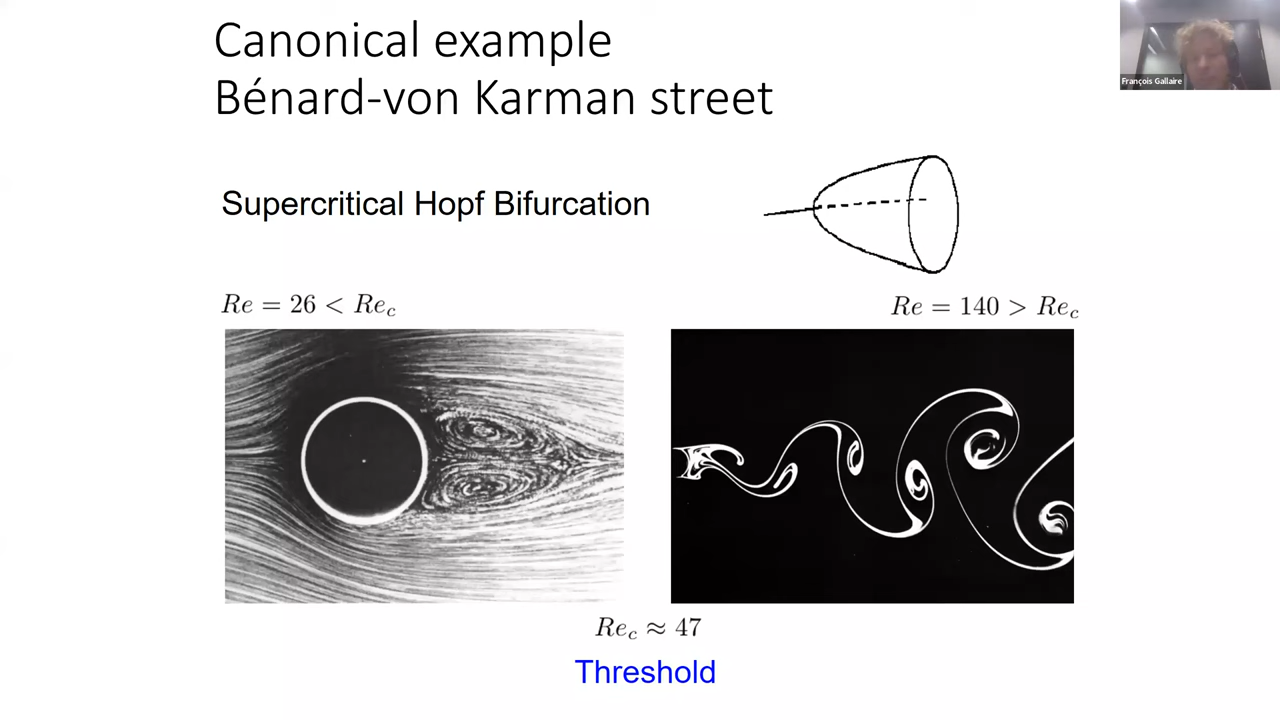 Canonical example
Bénard-von Karman street
François Gallaire
Supercritical Hopf Bifurcation
Re = 26 < Re_c
Re = 140 > Re_c
Re_c ≈ 47
Threshold